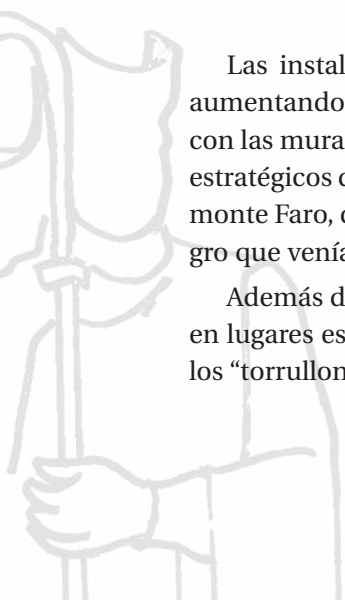 Las instal
aumentando
con las mura
estratégicos
monte Faro,
gro que venía
Además d
en lugares es
los “torrullon